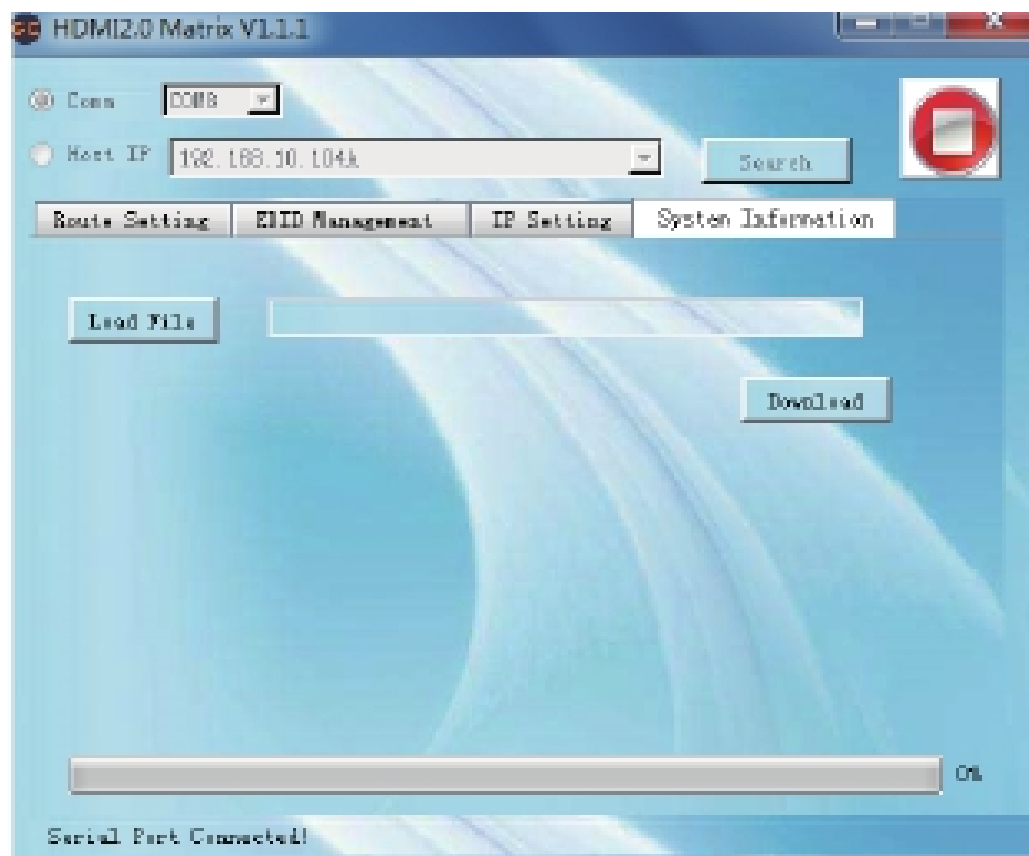 HDMI2.0 Matrix V1.1.1
Comm
Host IP 192.168.10.104A
Search
Route Setting EDID Management IP Setting System Information
Load File
Download
0%
Serial Port Connected!